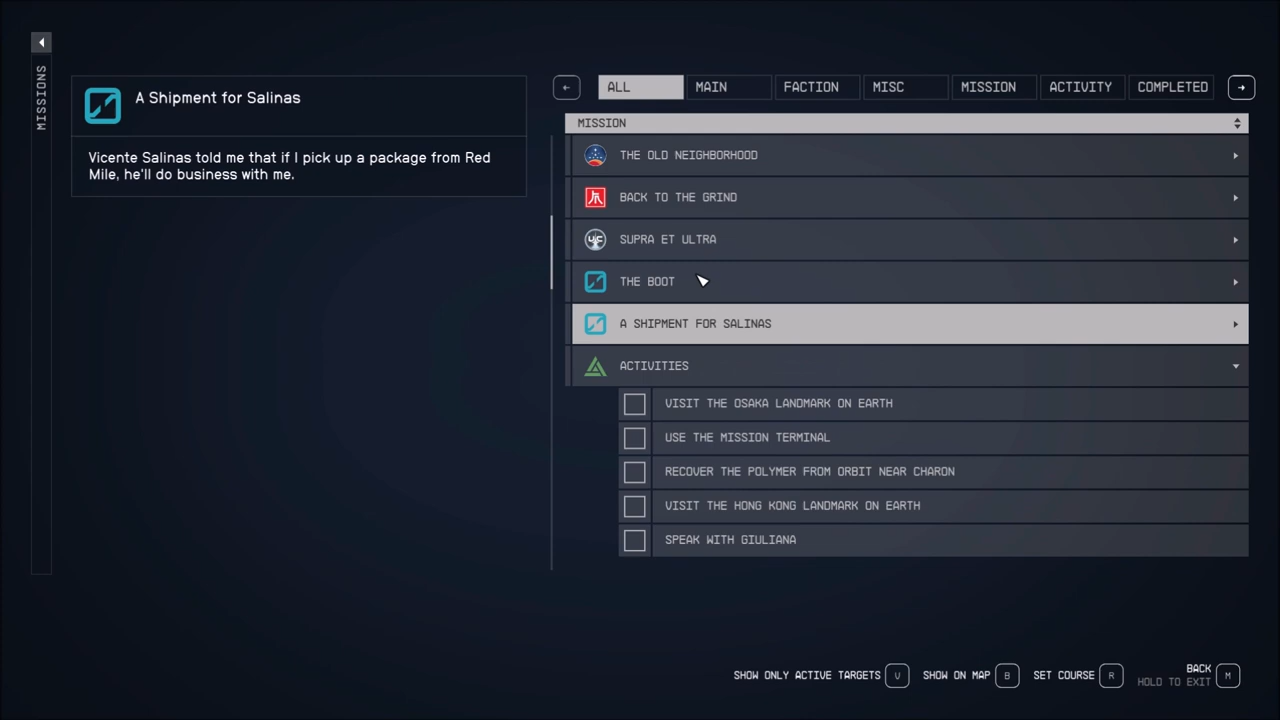 MISSIONS
A Shipment for Salinas
Vicente Salinas told me that if I pick up a package from Red
Mile, he'll do business with me.
ALL MAIN FACTION MISC MISSION ACTIVITY COMPLETED
MISSION
THE OLD NEIGHBORHOOD
BACK TO THE GRIND
UC
SUPRA ET ULTRA
THE BOOT
A SHIPMENT FOR SALINAS
ACTIVITIES
VISIT THE OSAKA LANDMARK ON EARTH
USE THE MISSION TERMINAL
RECOVER THE POLYMER FROM ORBIT NEAR CHARON
VISIT THE HONG KONG LANDMARK ON EARTH
SPEAK WITH GIULIANA
SHOW ONLY ACTIVE TARGETS V SHOW ON MAP B SET COURSE R BACK M
HOLD TO EXIT